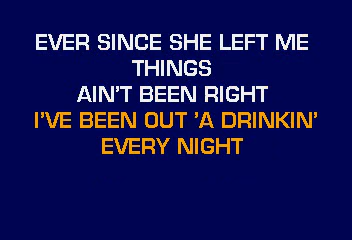 EVER SINCE SHE LEFT ME
THINGS
AIN'T BEEN RIGHT
I'VE BEEN OUT 'A DRINKIN'
EVERY NIGHT